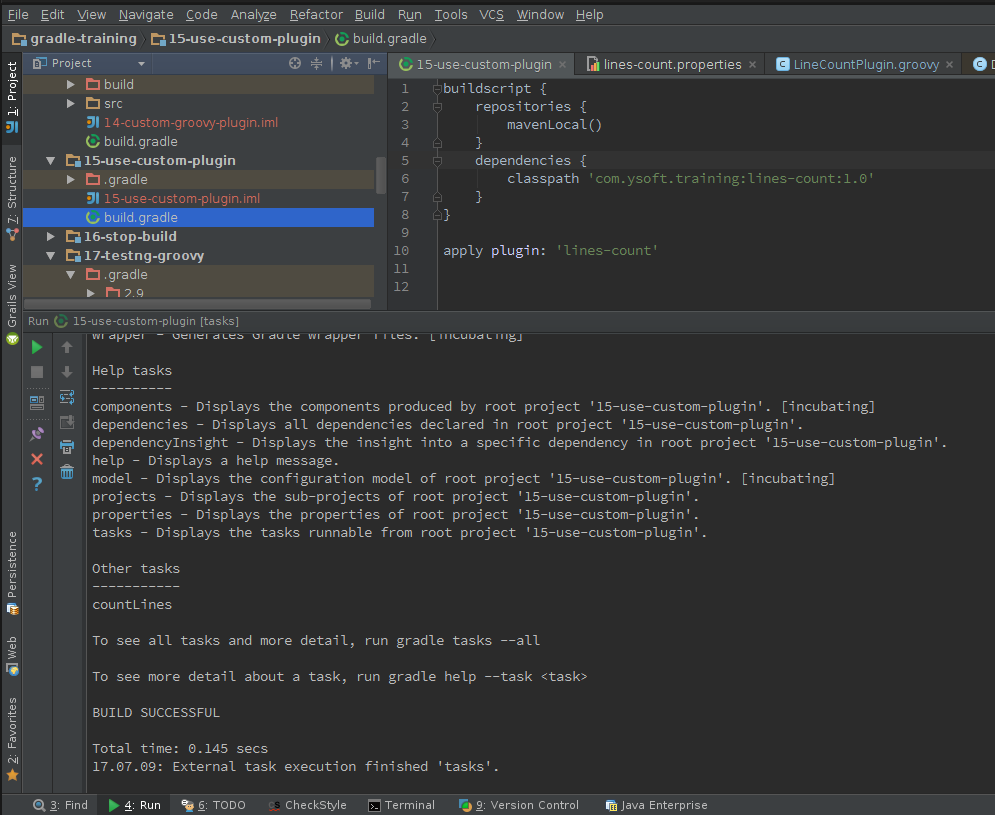 File Edit View Navigate Code Analyze Refactor Build Run Tools VCS Window Help
gradle-training 15-use-custom-plugin build.gradle
1: Project
7: Structure
Grails View
Persistence
Web
2: Favorites
Project
build
src
14-custom-groovy-plugin.iml
build.gradle
15-use-custom-plugin
.gradle
15-use-custom-plugin.iml
build.gradle
16-stop-build
17-testng-groovy
.gradle
2.9
15-use-custom-plugin lines-count.properties LineCountPlugin.groovy
1 buildscript {
2 repositories {
3 mavenLocal()
4 }
5 dependencies {
6 classpath 'com.ysoft.training:lines-count:1.0'
7 }
8 }
9
10 apply plugin: 'lines-count'
11
12
Run 15-use-custom-plugin [tasks]
wrapper - Generates Gradle wrapper files. [incubating]
Help tasks
----------
components - Displays the components produced by root project '15-use-custom-plugin'. [incubating]
dependencies - Displays all dependencies declared in root project '15-use-custom-plugin'.
dependencyInsight - Displays the insight into a specific dependency in root project '15-use-custom-plugin'.
help - Displays a help message.
model - Displays the configuration model of root project '15-use-custom-plugin'. [incubating]
projects - Displays the sub-projects of root project '15-use-custom-plugin'.
properties - Displays the properties of root project '15-use-custom-plugin'.
tasks - Displays the tasks runnable from root project '15-use-custom-plugin'.
Other tasks
-----------
countLines
To see all tasks and more detail, run gradle tasks --all
To see more detail about a task, run gradle help --task <task>
BUILD SUCCESSFUL
Total time: 0.145 secs
17.07.09: External task execution finished 'tasks'.
3: Find 4: Run 6: TODO CheckStyle Terminal 9: Version Control Java Enterprise